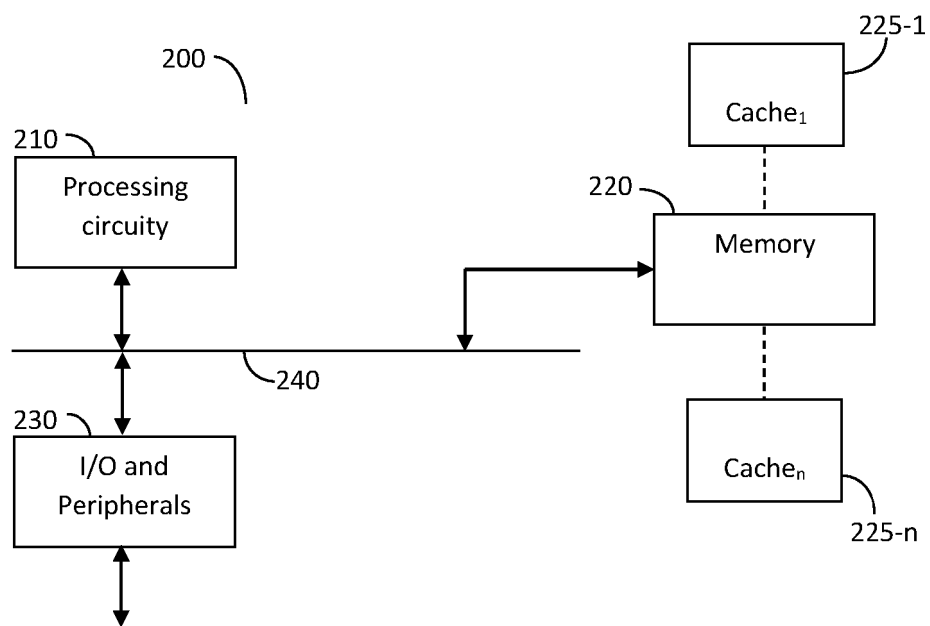 225-1
200
Cache₁
210
Processing
circuity
220
Memory
240
230
I/O and
Peripherals
Cacheₙ
225-n